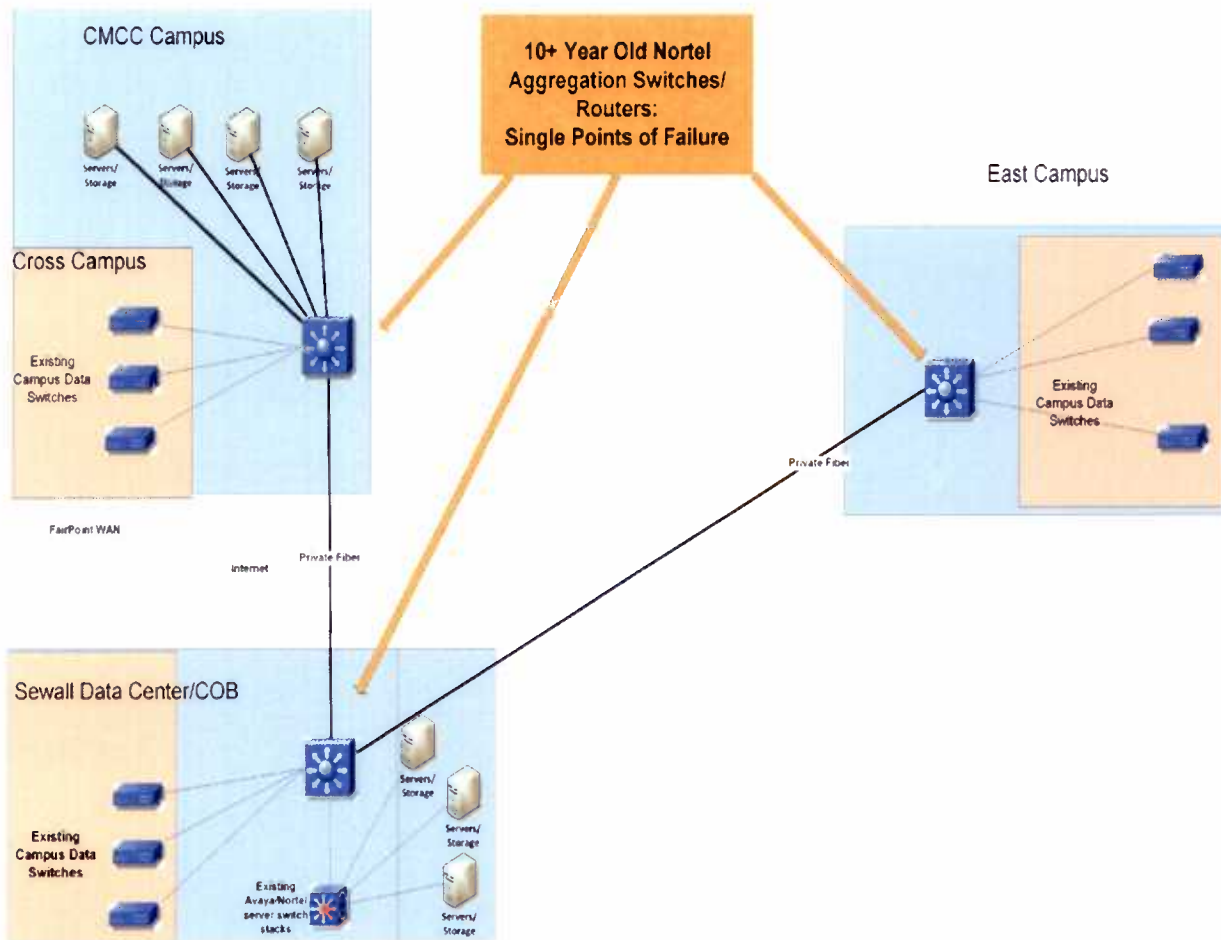 CMCC Campus
10+ Year Old Nortel
Aggregation Switches/
Routers:
Single Points of Failure
Servers/
Storage
Servers/
Storage
Servers/
Storage
Servers/
Storage
East Campus
Cross Campus
Existing
Campus Data
Switches
Existing
Campus Data
Switches
Private Fiber
FairPoint WAN
Internet
Private Fiber
Sewall Data Center/COB
Servers/
Storage
Servers/
Storage
Existing
Campus Data
Switches
Existing
Avaya/Nortel
server switch
stacks
Servers/
Storage